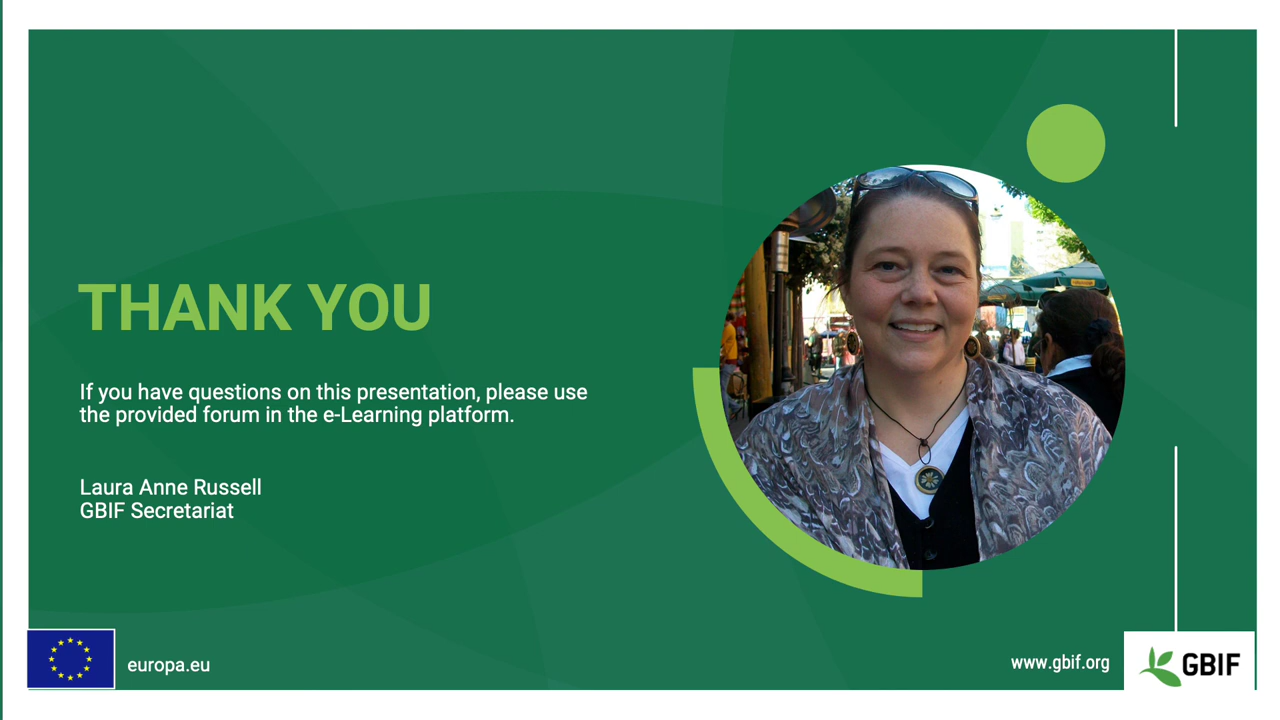 THANK YOU
If you have questions on this presentation, please use
the provided forum in the e-Learning platform.
Laura Anne Russell
GBIF Secretariat
europa.eu
www.gbif.org
GBIF